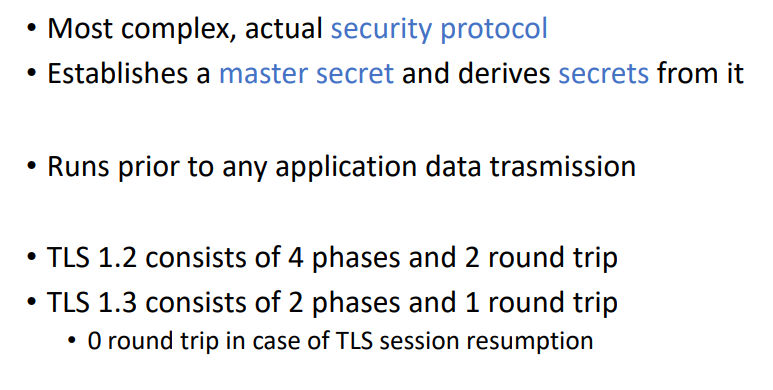 • Most complex, actual security protocol
• Establishes a master secret and derives secrets from it
• Runs prior to any application data trasmission
• TLS 1.2 consists of 4 phases and 2 round trip
• TLS 1.3 consists of 2 phases and 1 round trip
• 0 round trip in case of TLS session resumption